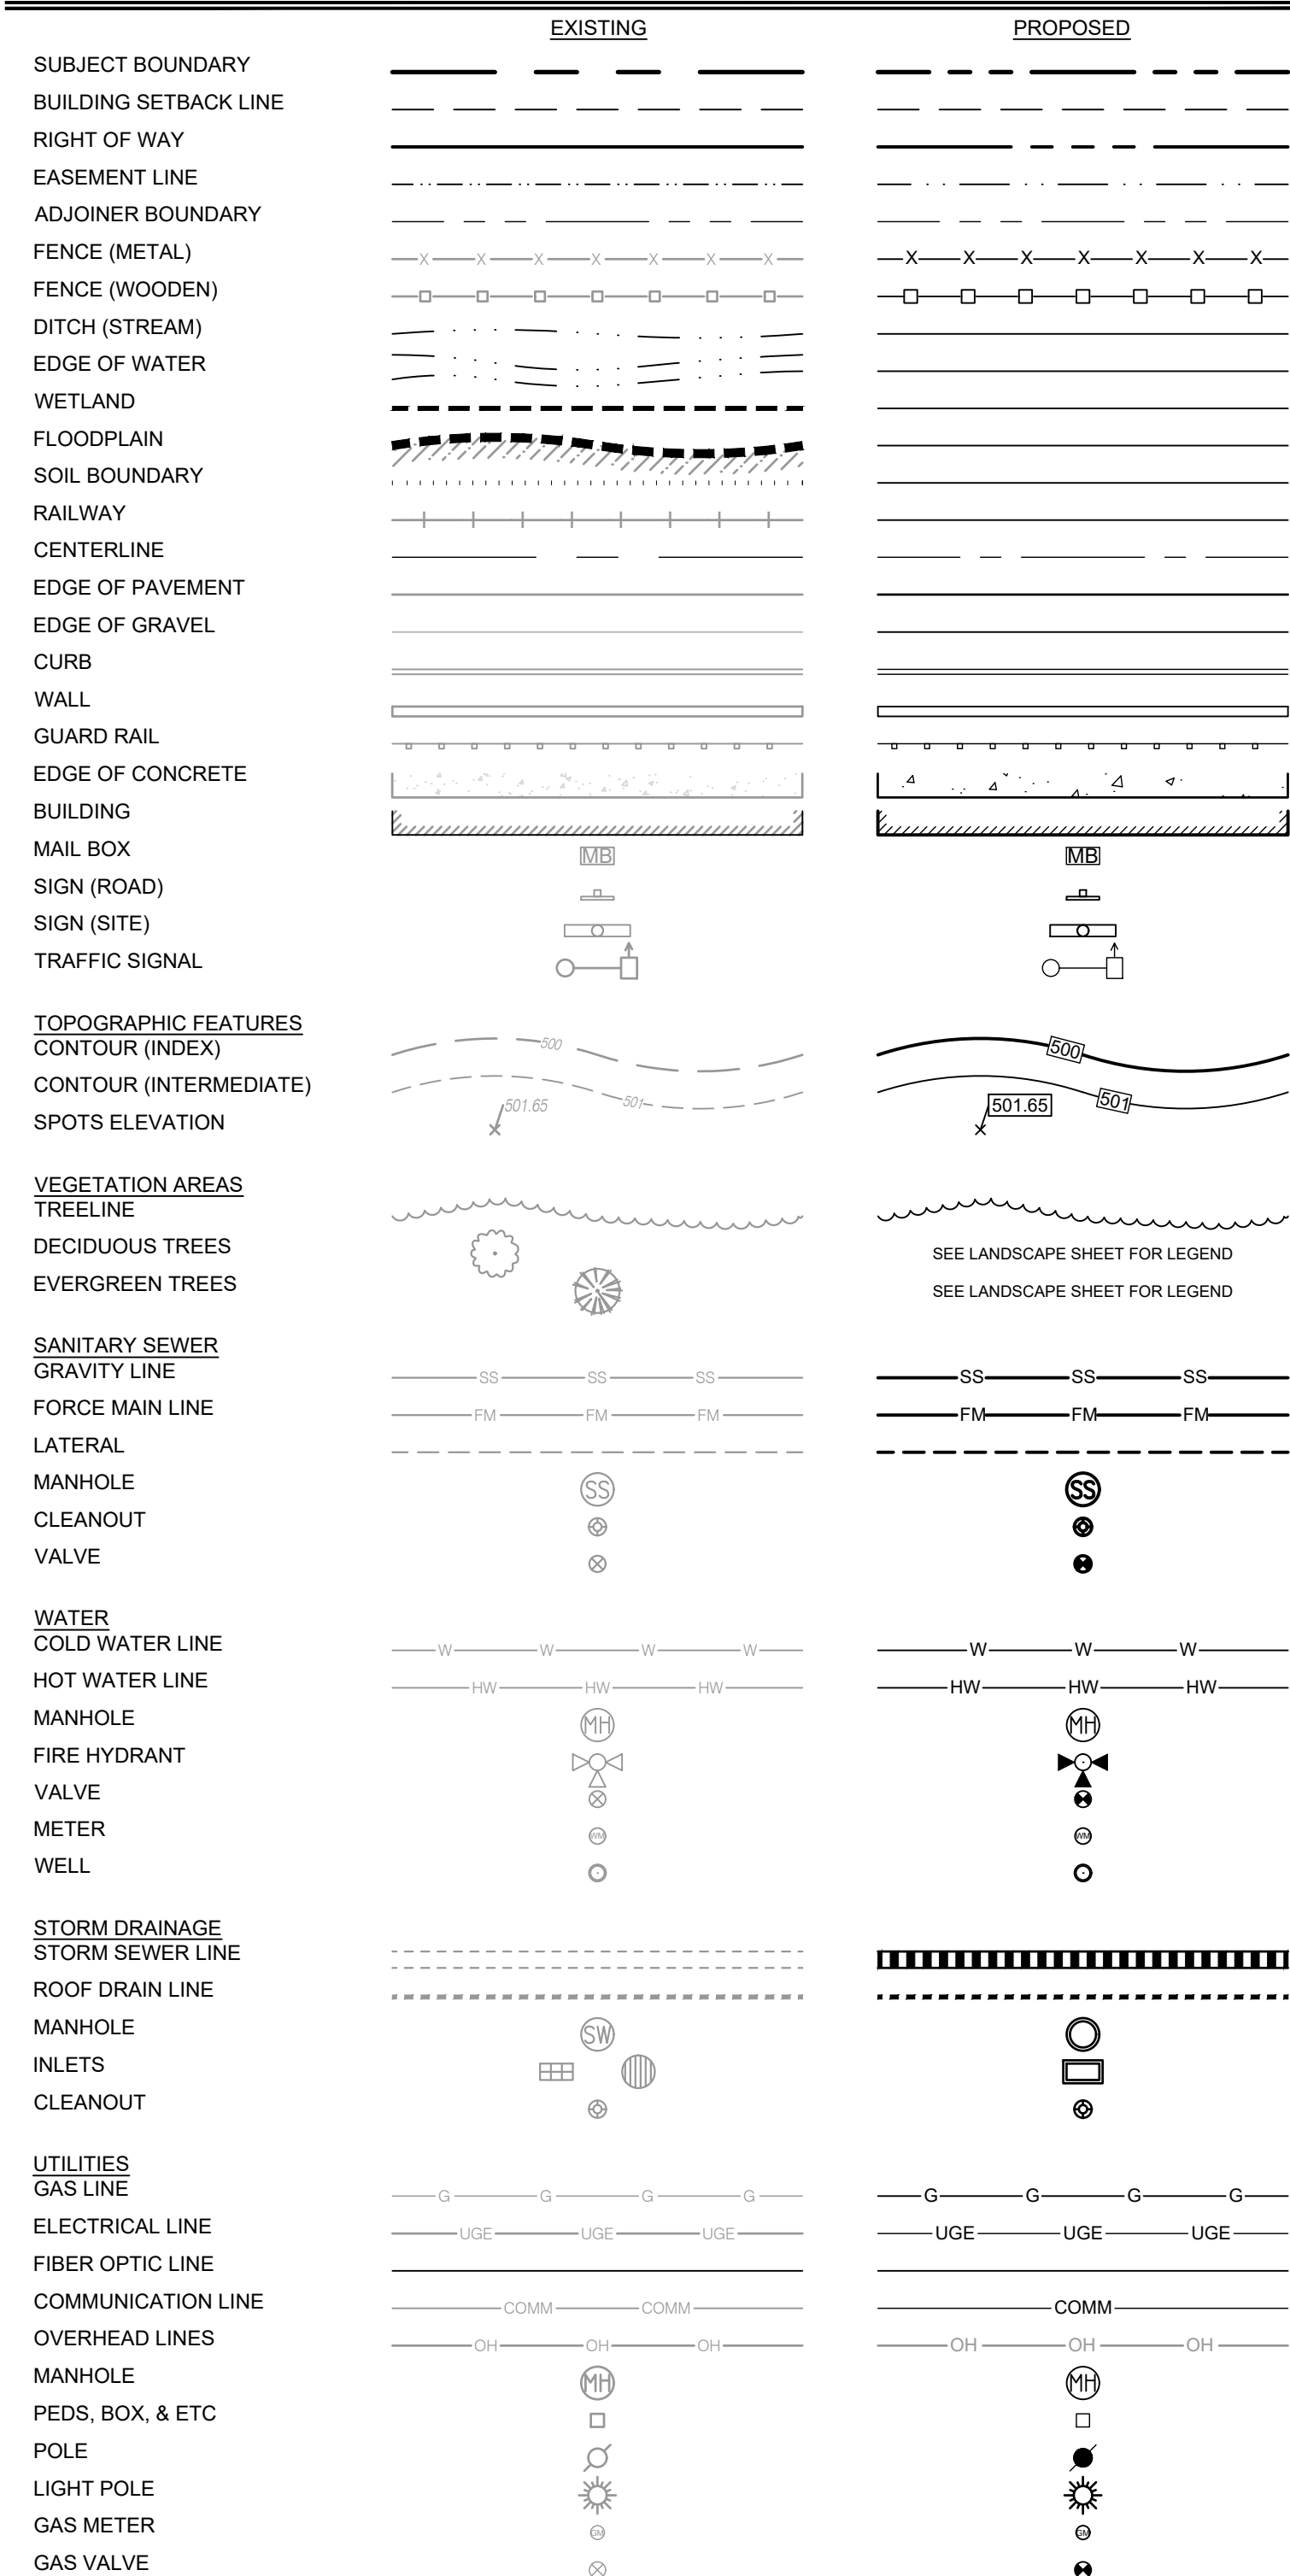 EXISTING PROPOSED
SUBJECT BOUNDARY
BUILDING SETBACK LINE
RIGHT OF WAY
EASEMENT LINE
ADJOINER BOUNDARY
FENCE (METAL) X X X X X X X X X X X X X X
FENCE (WOODEN)
DITCH (STREAM)
EDGE OF WATER
WETLAND
FLOODPLAIN
SOIL BOUNDARY
RAILWAY
CENTERLINE
EDGE OF PAVEMENT
EDGE OF GRAVEL
CURB
WALL
GUARD RAIL
EDGE OF CONCRETE
BUILDING
MAIL BOX MB MB
SIGN (ROAD)
SIGN (SITE)
TRAFFIC SIGNAL
TOPOGRAPHIC FEATURES
CONTOUR (INDEX) 500 500
CONTOUR (INTERMEDIATE) 501 501
SPOTS ELEVATION 501.65 501.65
VEGETATION AREAS
TREELINE
DECIDUOUS TREES SEE LANDSCAPE SHEET FOR LEGEND
EVERGREEN TREES SEE LANDSCAPE SHEET FOR LEGEND
SANITARY SEWER
GRAVITY LINE SS SS SS SS SS SS
FORCE MAIN LINE FM FM FM FM FM FM
LATERAL
MANHOLE SS SS
CLEANOUT
VALVE
WATER
COLD WATER LINE W W W W W W W
HOT WATER LINE HW HW HW HW HW HW
MANHOLE MH MH
FIRE HYDRANT
VALVE
METER WM WM
WELL
STORM DRAINAGE
STORM SEWER LINE
ROOF DRAIN LINE
MANHOLE SW
INLETS
CLEANOUT
UTILITIES
GAS LINE G G G G G G G G
ELECTRICAL LINE UGE UGE UGE UGE UGE UGE
FIBER OPTIC LINE
COMMUNICATION LINE COMM COMM COMM
OVERHEAD LINES OH OH OH OH OH OH
MANHOLE MH MH
PEDS, BOX, & ETC
POLE
LIGHT POLE
GAS METER GM GM
GAS VALVE